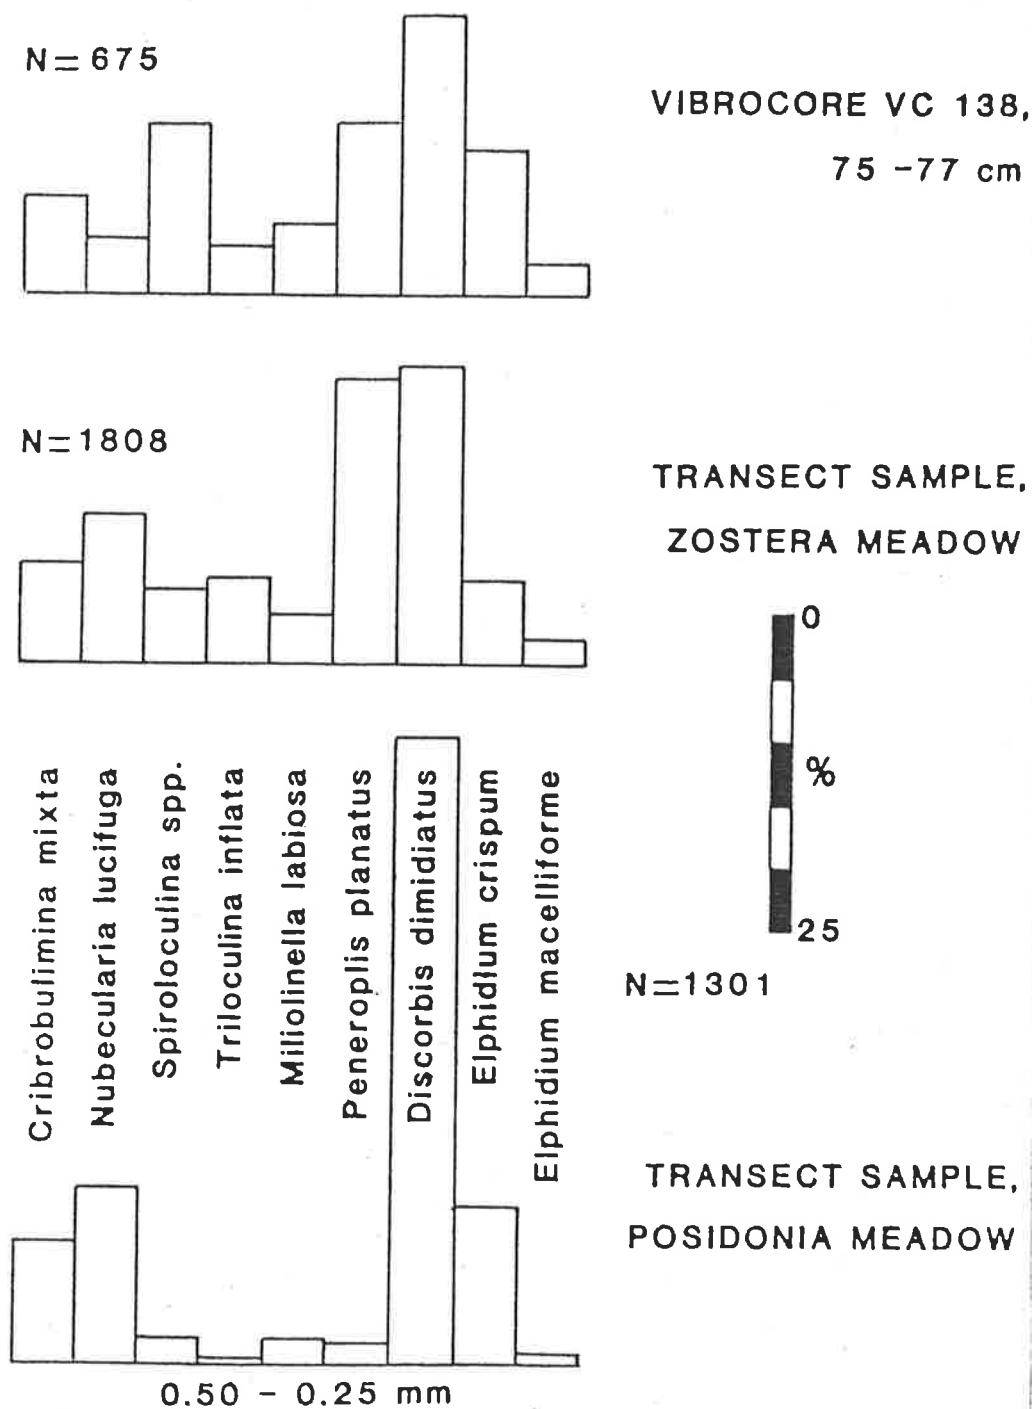 N=675
VIBROCORE VC 138,
75 -77 cm
N=1808
TRANSECT SAMPLE,
ZOSTERA MEADOW
0
%
25
Cribrobulimina mixta
Nubecularia lucifuga
Spiroloculina spp.
Triloculina inflata
Miliolinella labiosa
Peneroplis planatus
Discorbis dimidiatus
Elphidium crispum
Elphidium macelliforme
N=1301
TRANSECT SAMPLE,
POSIDONIA MEADOW
0.50 - 0.25 mm